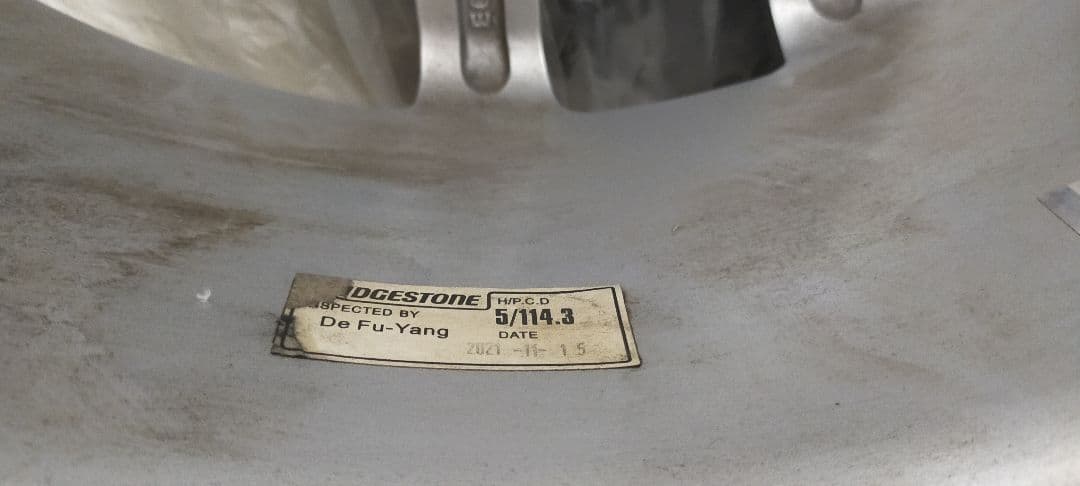 DGESTONE
SPECTED BY
De Fu-Yang
H/P.C.D
5/114.3
DATE
2021 -11- 15